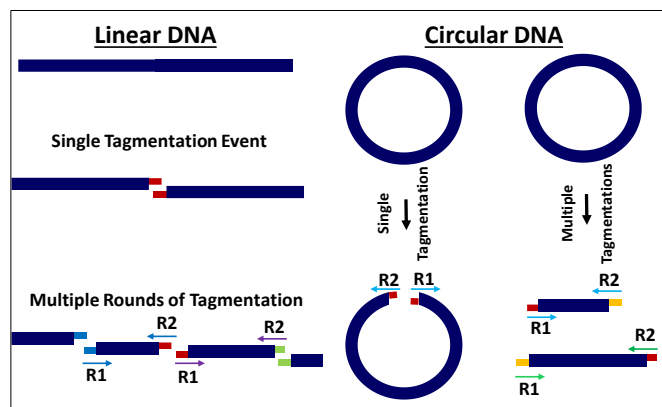 Linear DNA
Single Tagmentation Event
Multiple Rounds of Tagmentation
R2
R2
R1
R1
Circular DNA
Single
Tagmentation
Multiple
Tagmentations
R2
R1
R2
R1
R2
R1